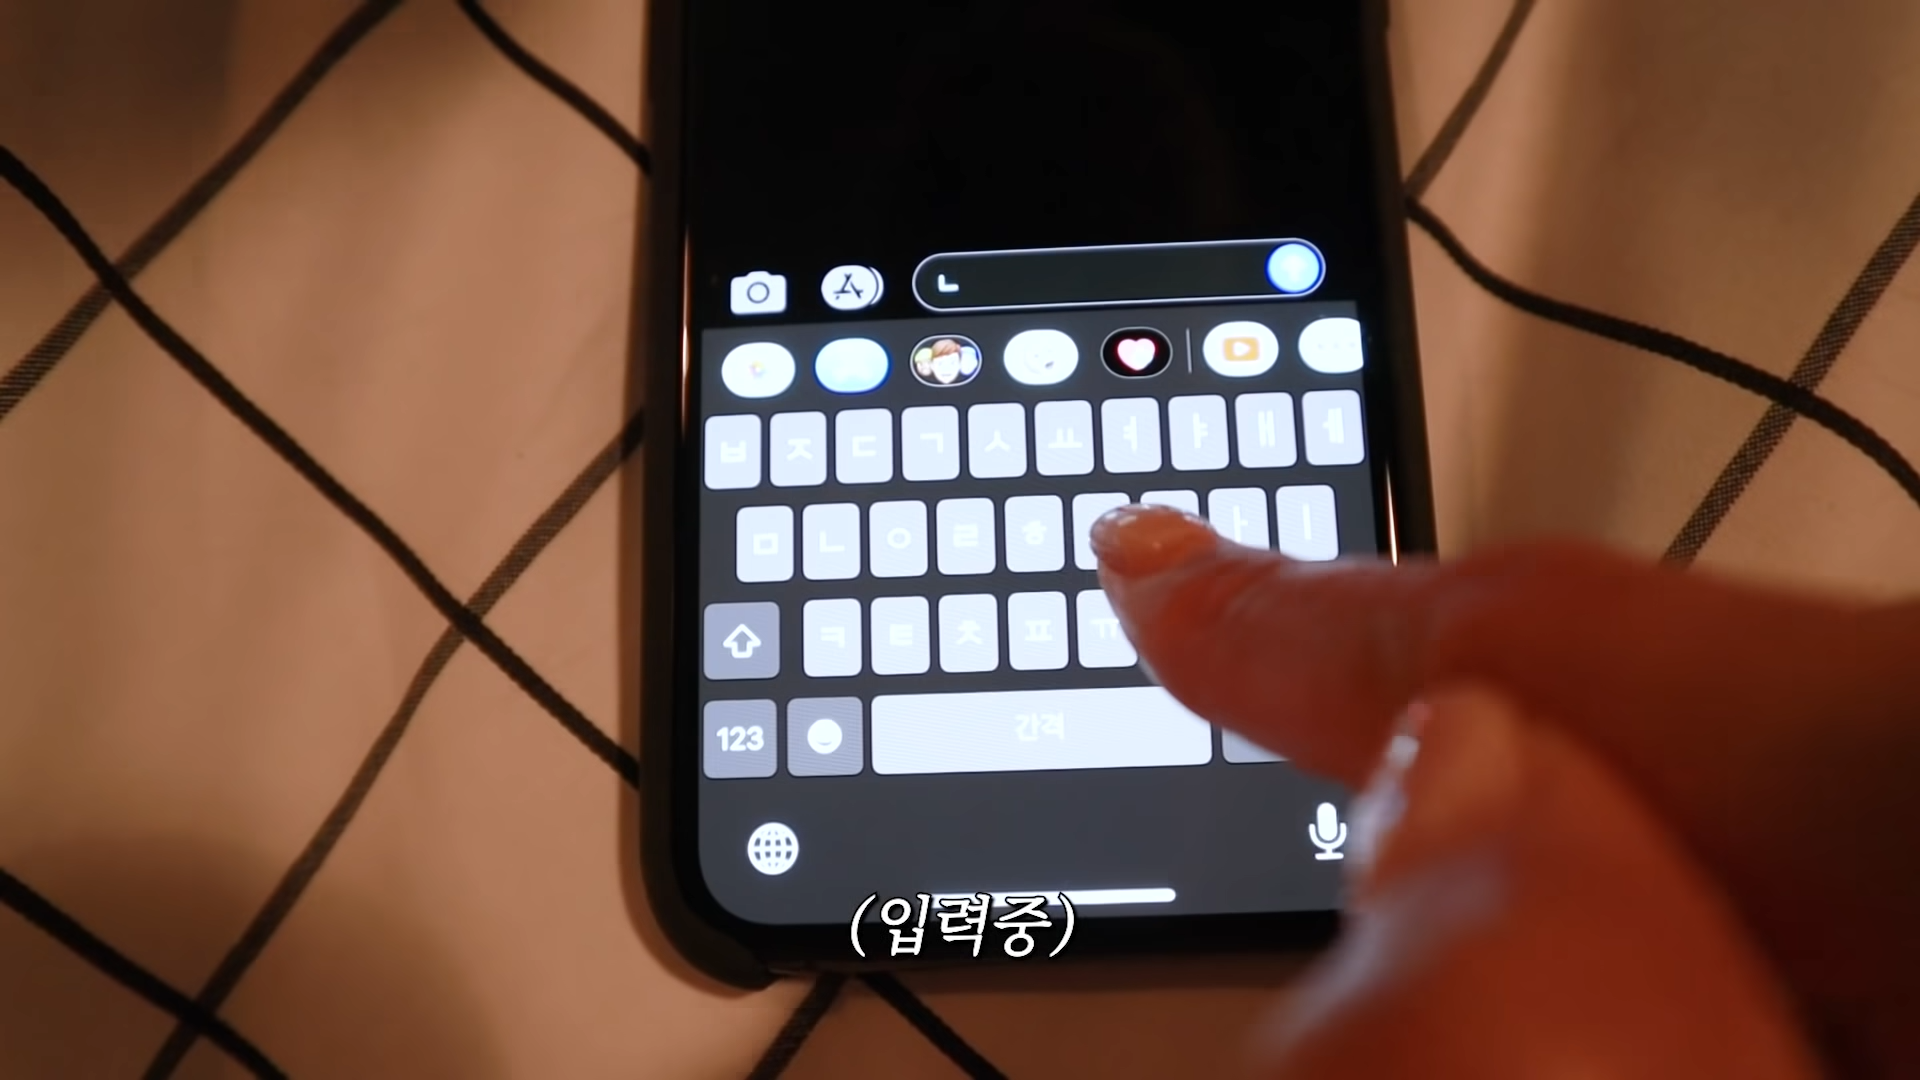 ㄴ
ㅂ ㅈ ㄷ ㄱ ㅅ ㅛ ㅕ ㅑ ㅐ ㅔ
ㅁ ㄴ ㅇ ㄹ ㅎ ㅏ ㅣ
ㅋ ㅌ ㅊ ㅍ ㅠ
123 간격
(입력중)